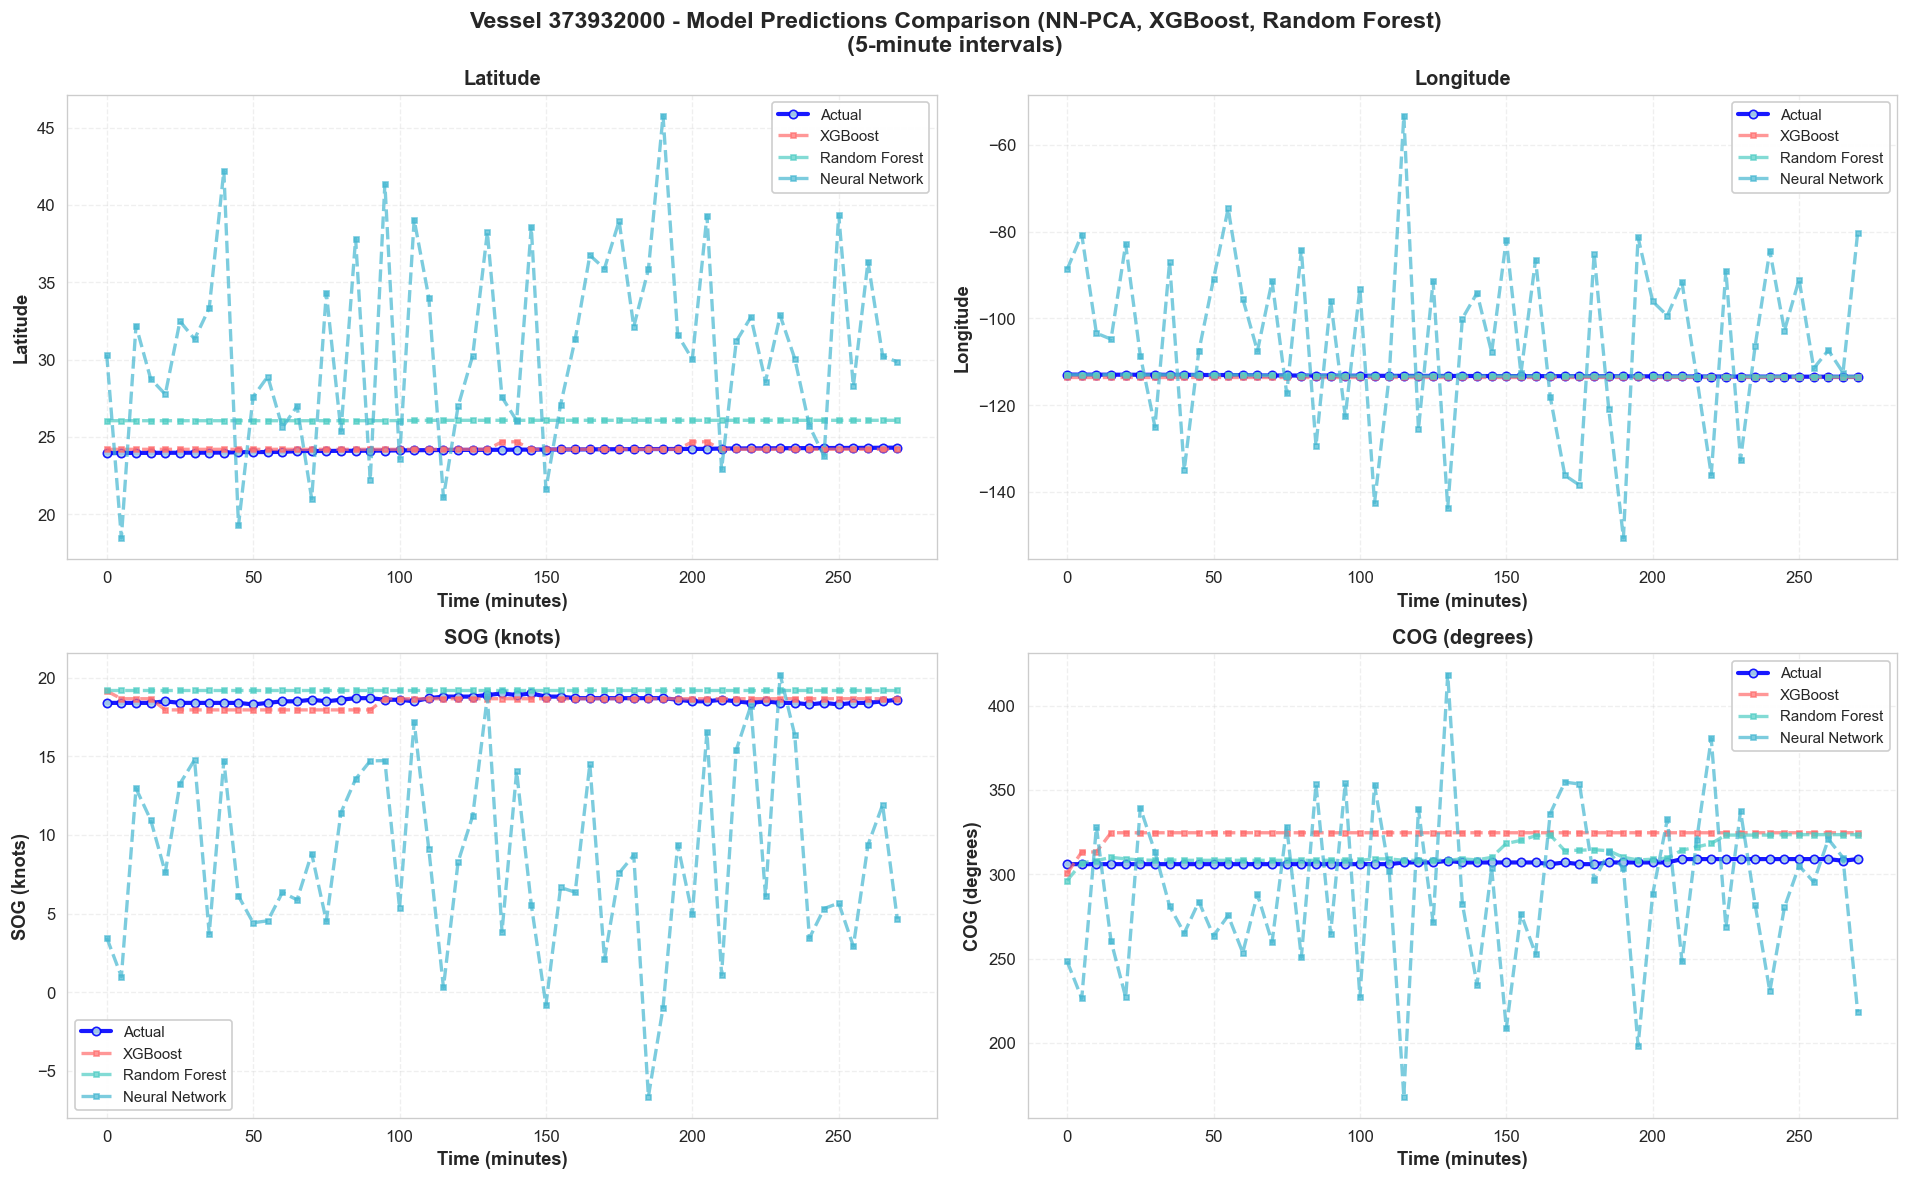 Vessel 373932000 - Model Predictions Comparison (NN-PCA, XGBoost, Random Forest)
(5-minute intervals)
Latitude
45
40
35
30
25
20
Latitude
0
50
100
150
200
250
Time (minutes)
Actual
XGBoost
Random Forest
Neural Network
Longitude
−60
−80
−100
−120
−140
Longitude
0
50
100
150
200
250
Time (minutes)
Actual
XGBoost
Random Forest
Neural Network
SOG (knots)
20
15
10
5
0
−5
SOG (knots)
0
50
100
150
200
250
Time (minutes)
Actual
XGBoost
Random Forest
Neural Network
COG (degrees)
400
350
300
250
200
COG (degrees)
0
50
100
150
200
250
Time (minutes)
Actual
XGBoost
Random Forest
Neural Network